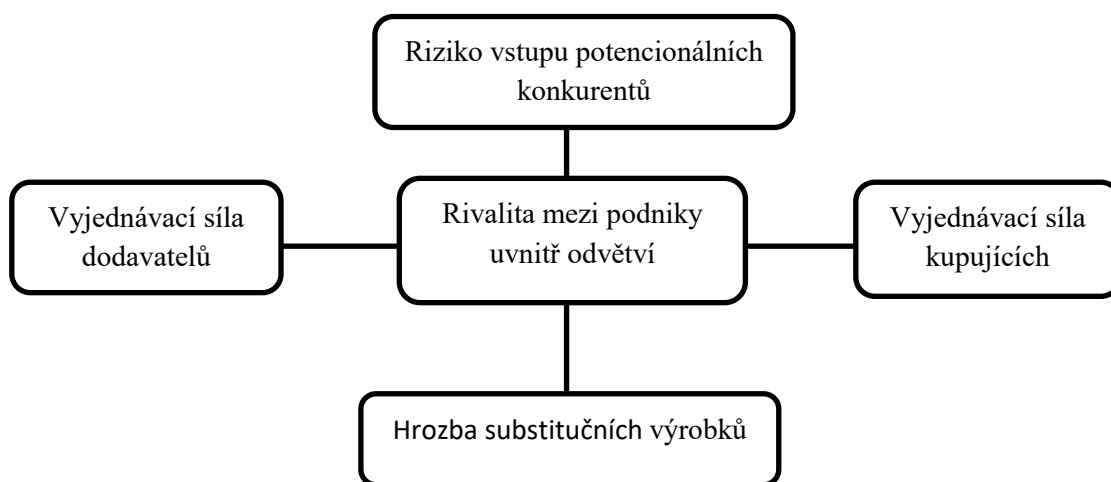 Riziko vstupu potencionálních
konkurentů
Vyjednávací síla
dodavatelů
Rivalita mezi podniky
uvnitř odvětví
Vyjednávací síla
kupujících
Hrozba substitučních výrobků